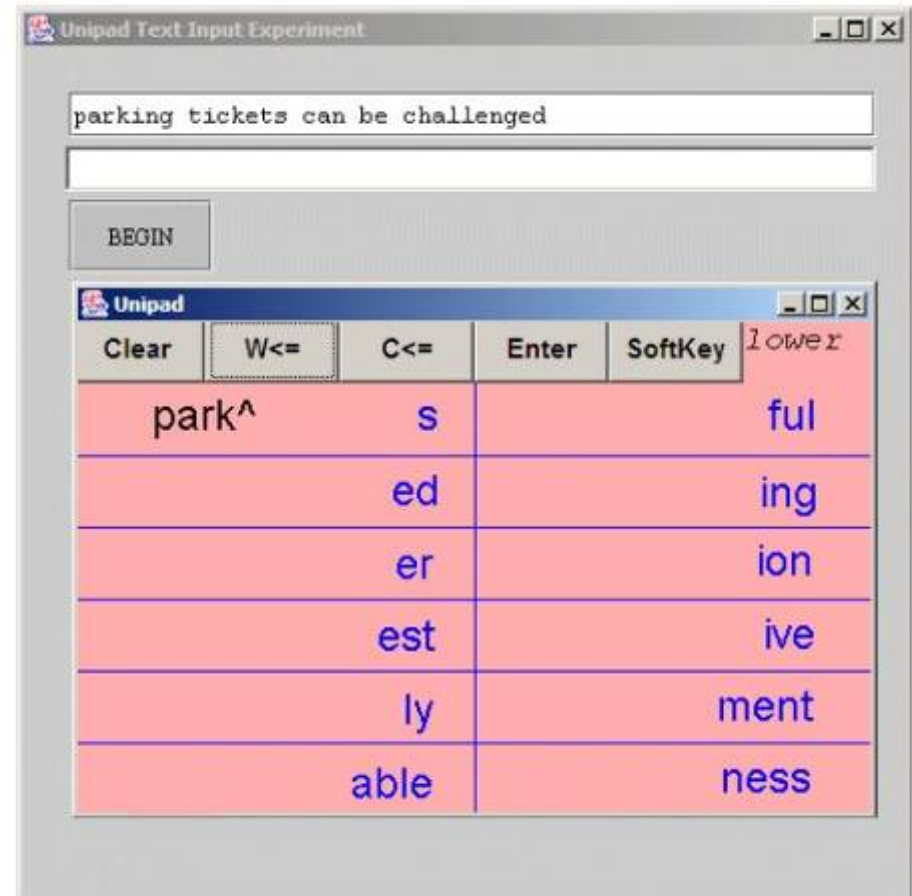 Unipad Text Input Experiment
parking tickets can be challenged
BEGIN
Unipad
Clear W<= C<= Enter SoftKey lower
park^ s ful
ed ing
er ion
est ive
ly ment
able ness